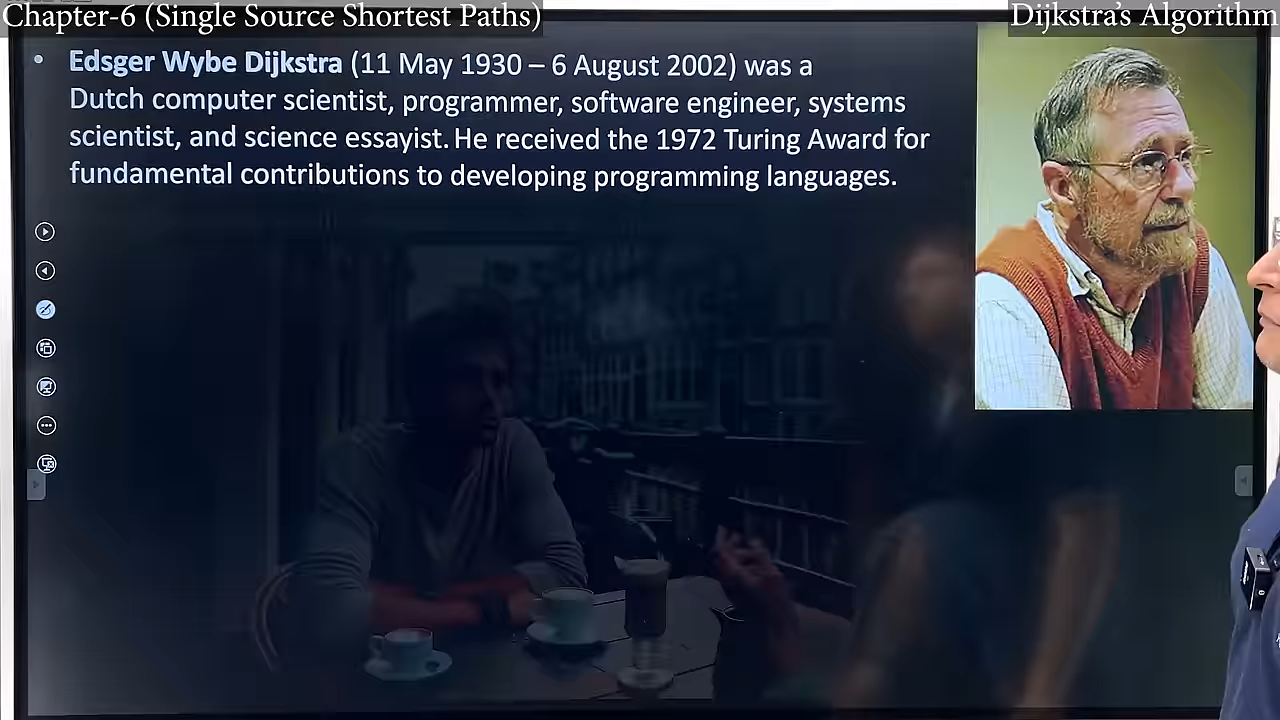 Chapter-6 (Single Source Shortest Paths)
Dijkstra's Algorithm
• Edsger Wybe Dijkstra (11 May 1930 – 6 August 2002) was a
Dutch computer scientist, programmer, software engineer, systems
scientist, and science essayist. He received the 1972 Turing Award for
fundamental contributions to developing programming languages.